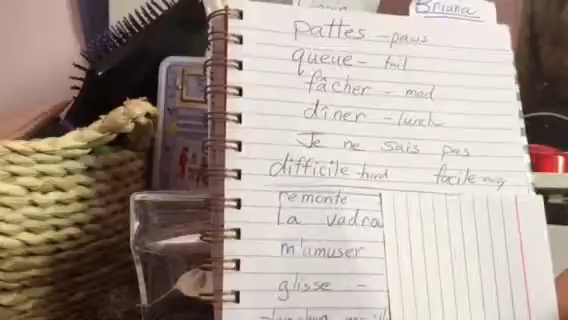 Briana
pattes - paws
queue - tail
fâcher - mad
dîner - lunch
Je ne sais pas
difficile - hard facile - easy
remonte
la vadro
m'amuser
glisse -